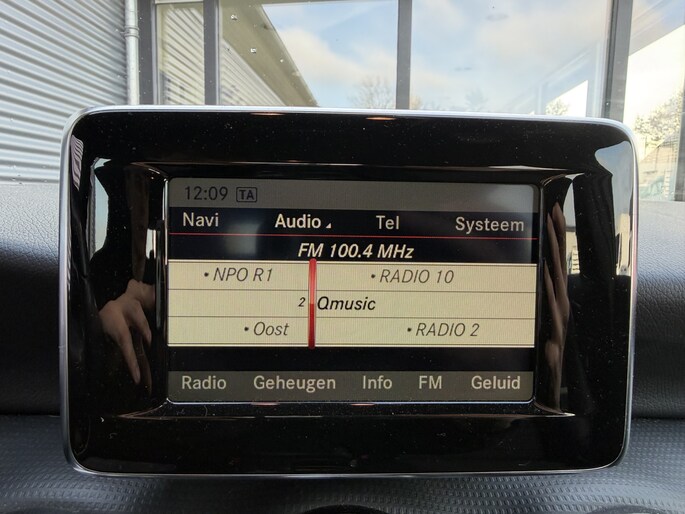 12:09 TA
Navi Audio Tel Systeem
FM 100.4 MHz
• NPO R1 • RADIO 10
2 Qmusic
• Oost • RADIO 2
Radio Geheugen Info FM Geluid